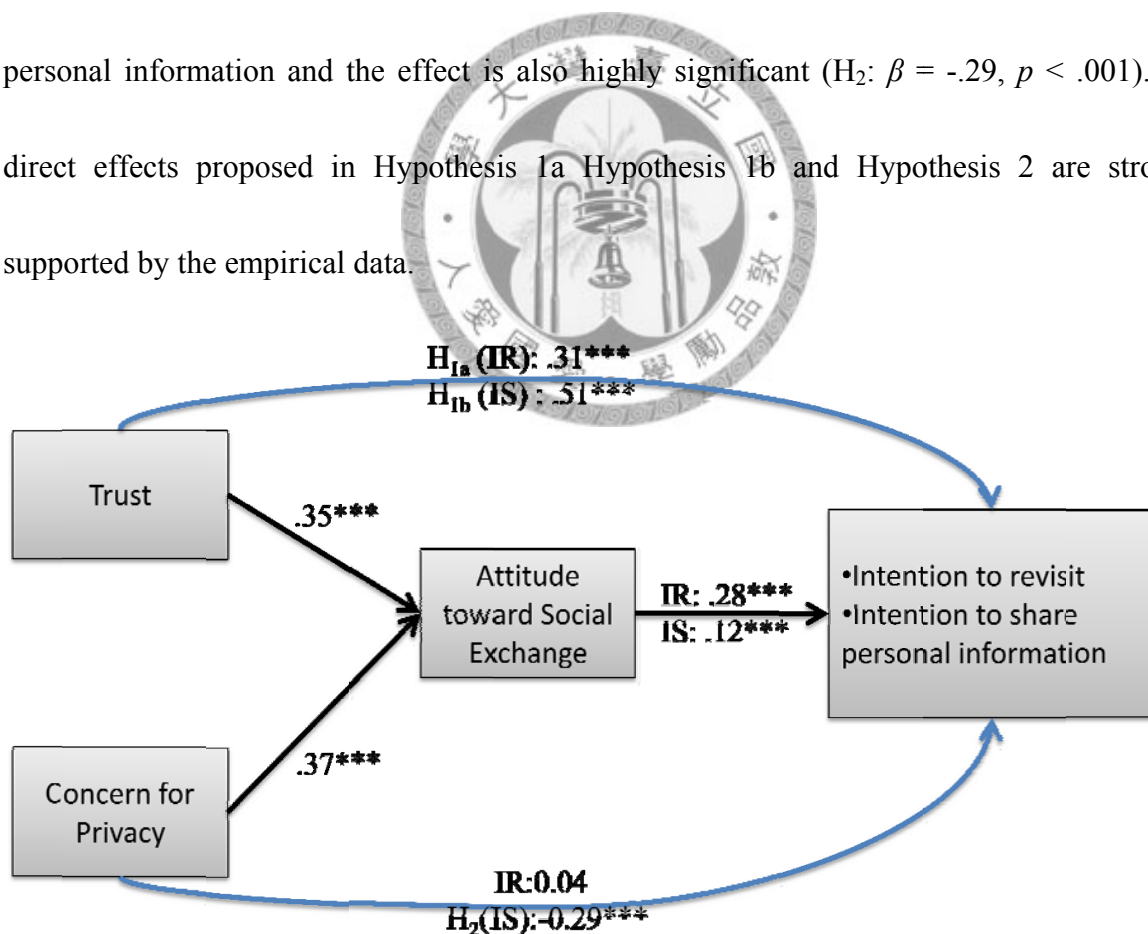 personal information and the effect is also highly significant (H₂: β = -.29, p < .001).
direct effects proposed in Hypothesis 1a Hypothesis 1b and Hypothesis 2 are stro
supported by the empirical data.
H_Ia (IR): .31***
H_Ib (IS) : .51***
Trust
.35***
Attitude
toward Social
Exchange
IR: .28***
IS: .12***
•Intention to revisit
•Intention to share
personal information
.37***
Concern for
Privacy
IR:0.04
H₂(IS):-0.29***